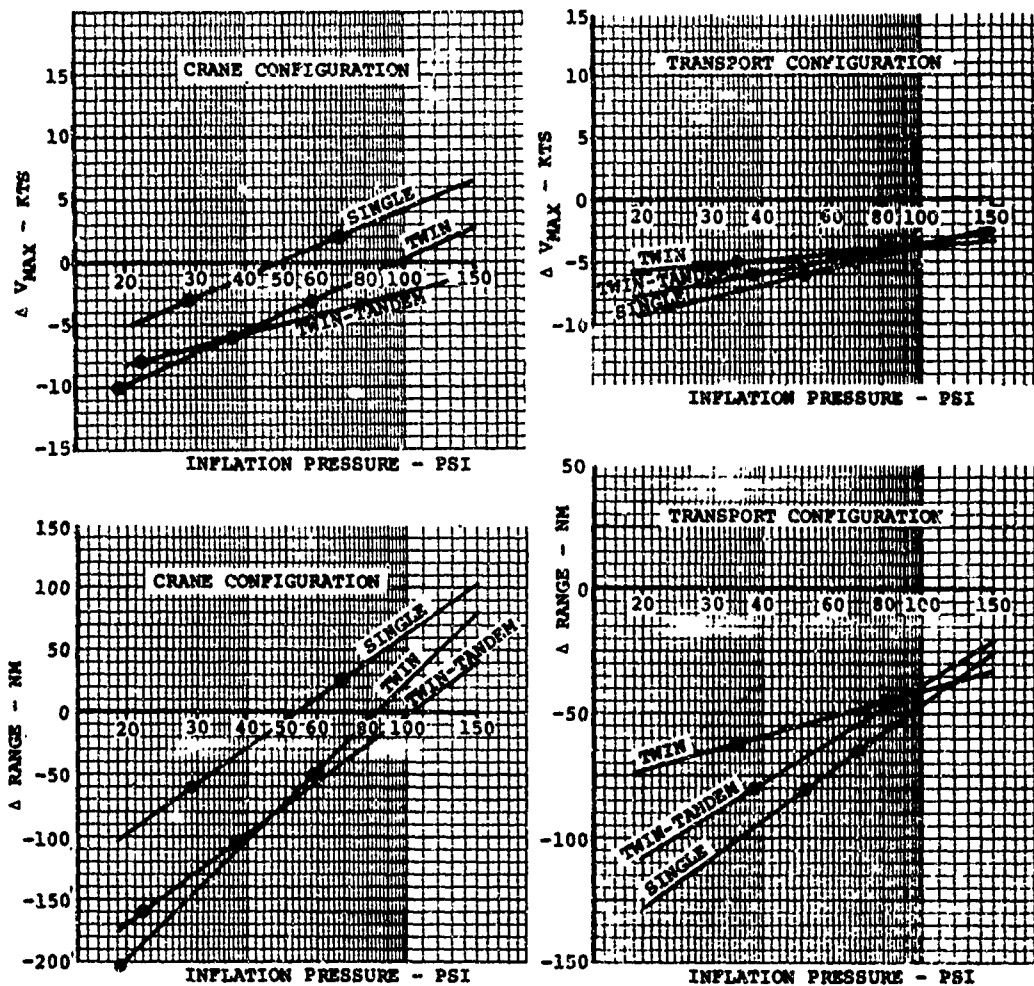 CRANE CONFIGURATION
15
10
5
0
-5
-10
-15
Δ V_MAX - KTS
20 30 40 50 60 80 100 150
SINGLE
TWIN
TWIN-TANDEM
INFLATION PRESSURE - PSI
TRANSPORT CONFIGURATION
15
10
5
0
-5
-10
Δ V_MAX - KTS
20 30 40 60 80 100 150
TWIN
TWIN-TANDEM
SINGLE
INFLATION PRESSURE - PSI
CRANE CONFIGURATION
150
100
50
0
-50
-100
-150
-200
Δ RANGE - NM
20 30 40 50 60 80 100 150
SINGLE
TWIN
TWIN-TANDEM
INFLATION PRESSURE - PSI
TRANSPORT CONFIGURATION
50
0
-50
-100
-150
Δ RANGE - NM
20 30 40 60 80 100 150
TWIN
TWIN-TANDEM
SINGLE
INFLATION PRESSURE - PSI